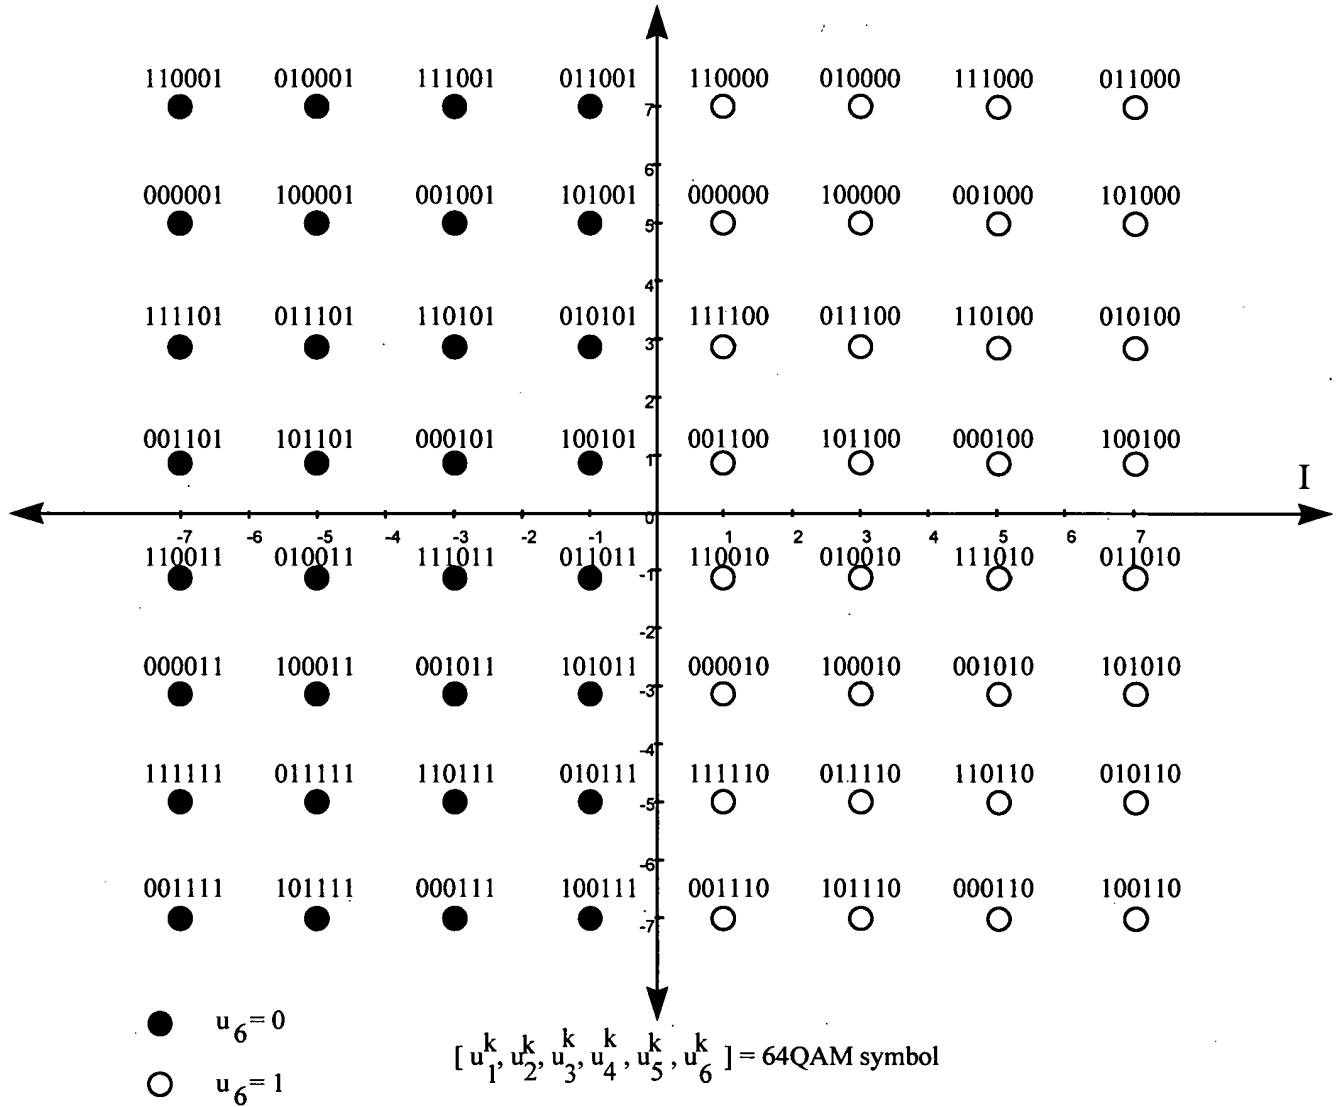 110001 010001 111001 011001 110000 010000 111000 011000
7
6
000001 100001 001001 101001 000000 100000 001000 101000
5
4
111101 011101 110101 010101 111100 011100 110100 010100
3
2
001101 101101 000101 100101 001100 101100 000100 100100
1
I
0
-7 -6 -5 -4 -3 -2 -1 1 2 3 4 5 6 7
110011 010011 111011 011011 110010 010010 111010 011010
-1
-2
000011 100011 001011 101011 000010 100010 001010 101010
-3
-4
111111 011111 110111 010111 111110 011110 110110 010110
-5
-6
001111 101111 000111 100111 001110 101110 000110 100110
-7
u6=0
[ u1k, u2k, u3k, u4k , u5k , u6k ] = 64QAM symbol
u6=1